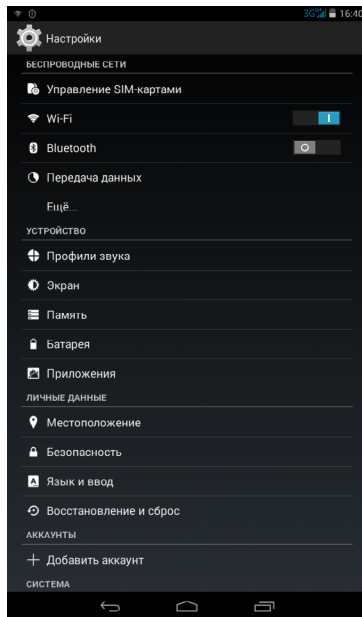 3G 16:40
Настройки
БЕСПРОВОДНЫЕ СЕТИ
Управление SIM-картами
Wi-Fi
Bluetooth
Передача данных
Ещё...
УСТРОЙСТВО
Профили звука
Экран
Память
Батарея
Приложения
ЛИЧНЫЕ ДАННЫЕ
Местоположение
Безопасность
Язык и ввод
Восстановление и сброс
АККАУНТЫ
Добавить аккаунт
СИСТЕМА